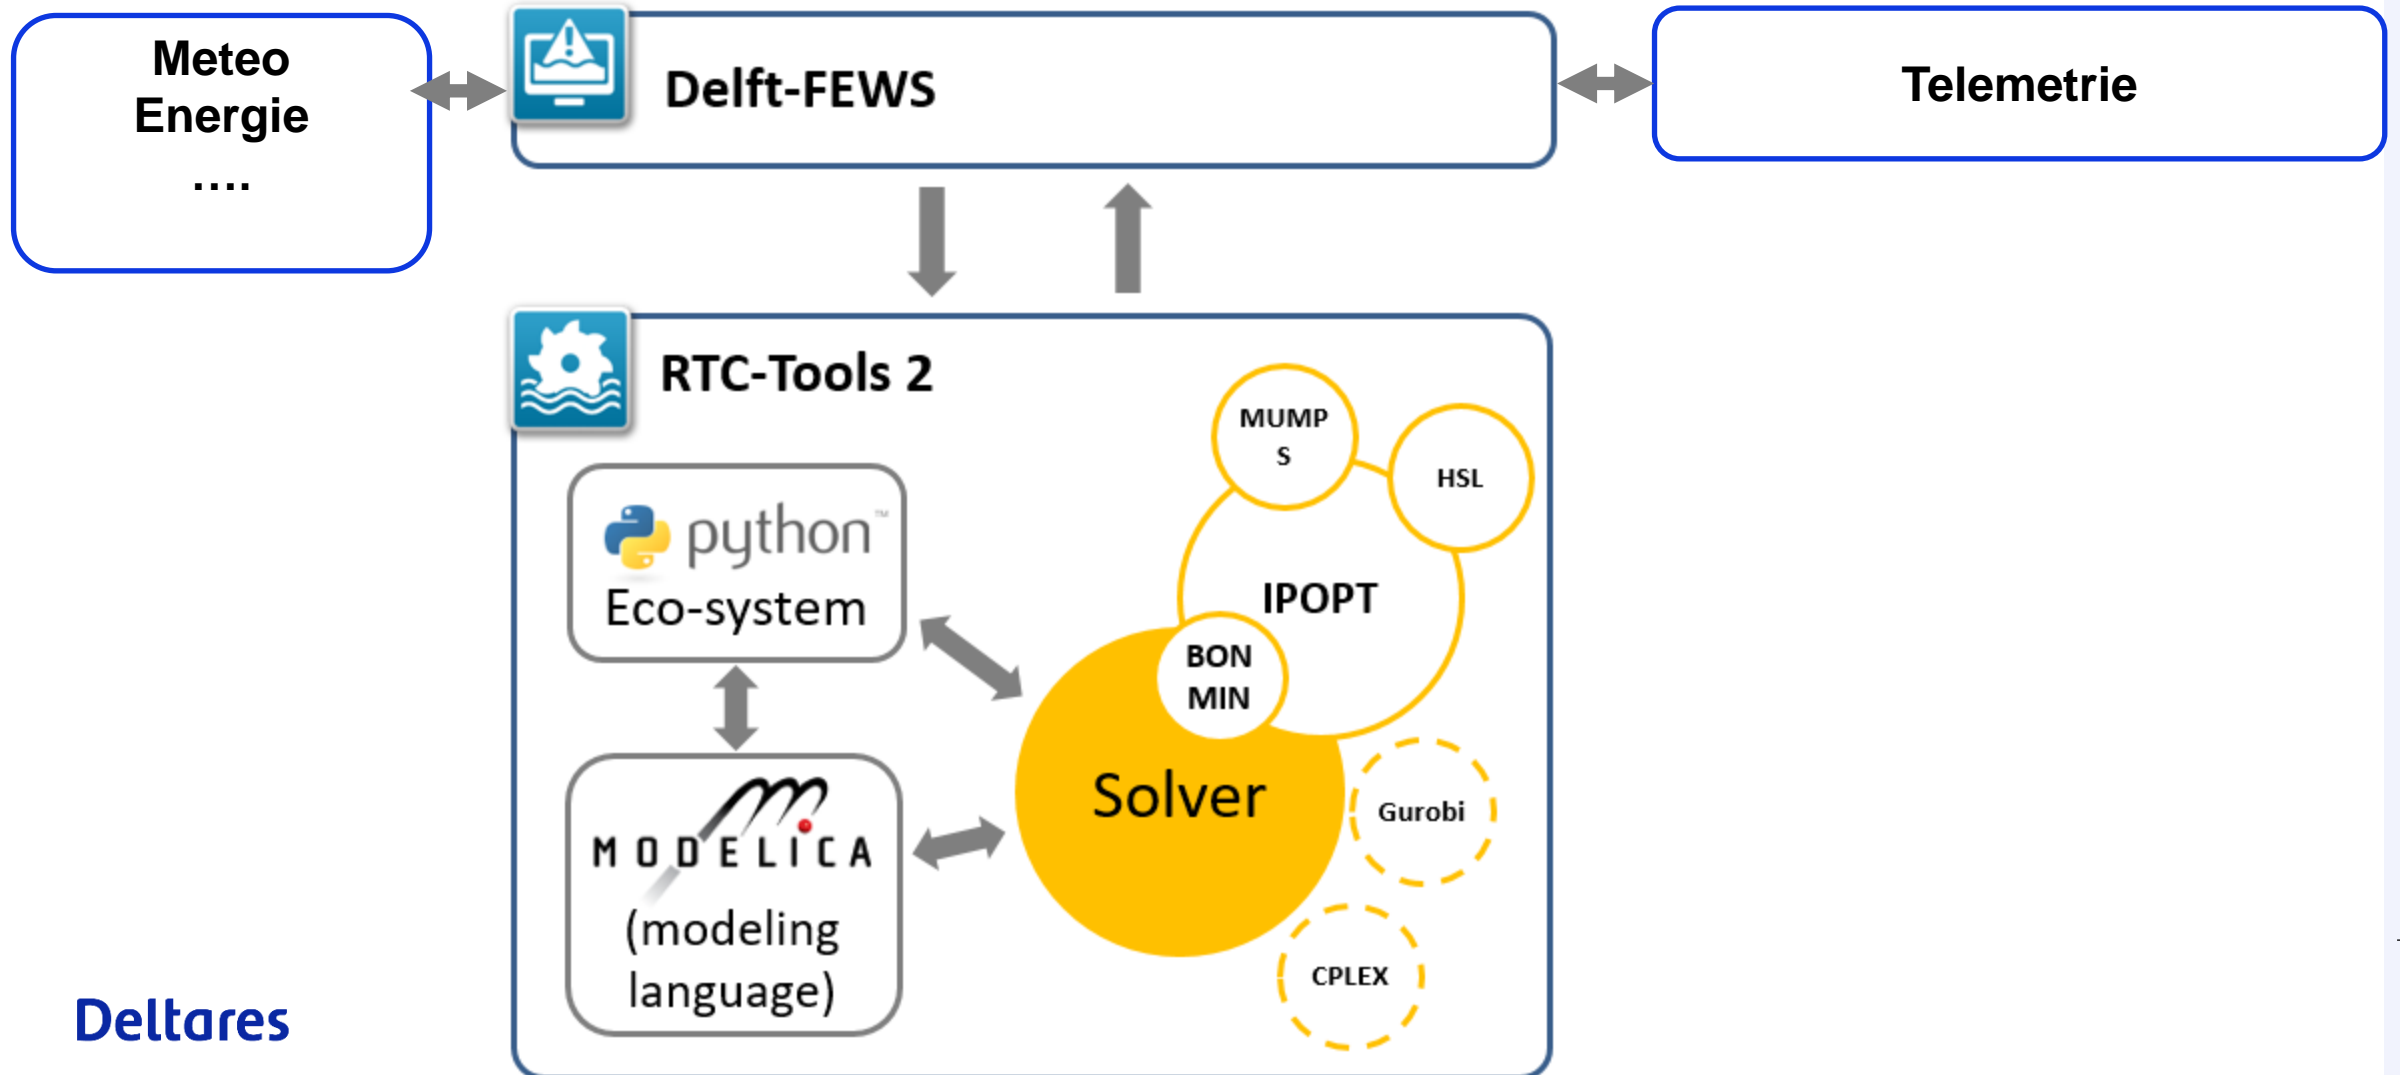 Meteo
Energie
....
Delft-FEWS
Telemetrie
RTC-Tools 2
MUMP
S
HSL
python™
Eco-system
IPOPT
BON
MIN
Solver
Gurobi
MODELiCA
(modeling
language)
CPLEX
Deltares